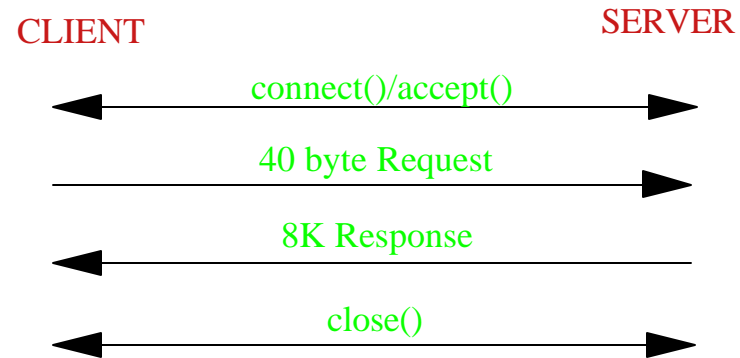 CLIENT
SERVER
connect()/accept()
40 byte Request
8K Response
close()